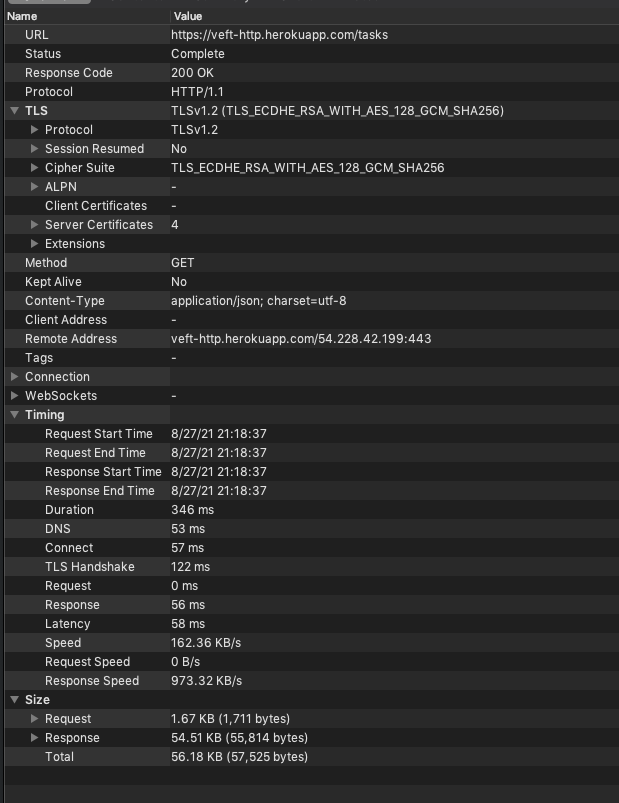 Name Value
URL https://veft-http.herokuapp.com/tasks
Status Complete
Response Code 200 OK
Protocol HTTP/1.1
TLS TLSv1.2 (TLS_ECDHE_RSA_WITH_AES_128_GCM_SHA256)
Protocol TLSv1.2
Session Resumed No
Cipher Suite TLS_ECDHE_RSA_WITH_AES_128_GCM_SHA256
ALPN -
Client Certificates -
Server Certificates 4
Extensions
Method GET
Kept Alive No
Content-Type application/json; charset=utf-8
Client Address -
Remote Address veft-http.herokuapp.com/54.228.42.199:443
Tags -
Connection
WebSockets -
Timing
Request Start Time 8/27/21 21:18:37
Request End Time 8/27/21 21:18:37
Response Start Time 8/27/21 21:18:37
Response End Time 8/27/21 21:18:37
Duration 346 ms
DNS 53 ms
Connect 57 ms
TLS Handshake 122 ms
Request 0 ms
Response 56 ms
Latency 58 ms
Speed 162.36 KB/s
Request Speed 0 B/s
Response Speed 973.32 KB/s
Size
Request 1.67 KB (1,711 bytes)
Response 54.51 KB (55,814 bytes)
Total 56.18 KB (57,525 bytes)